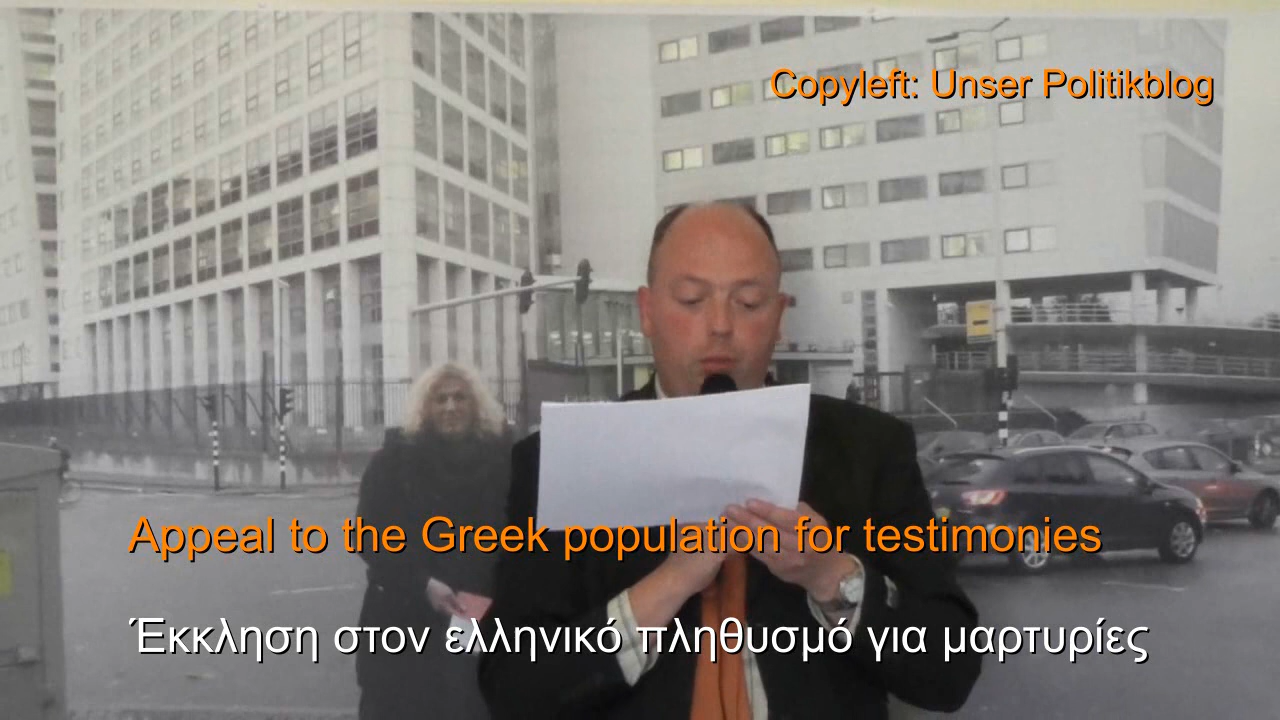 Copyleft: Unser Politikblog
Appeal to the Greek population for testimonies
Έκκληση στον ελληνικό πληθυσμό για μαρτυρίες